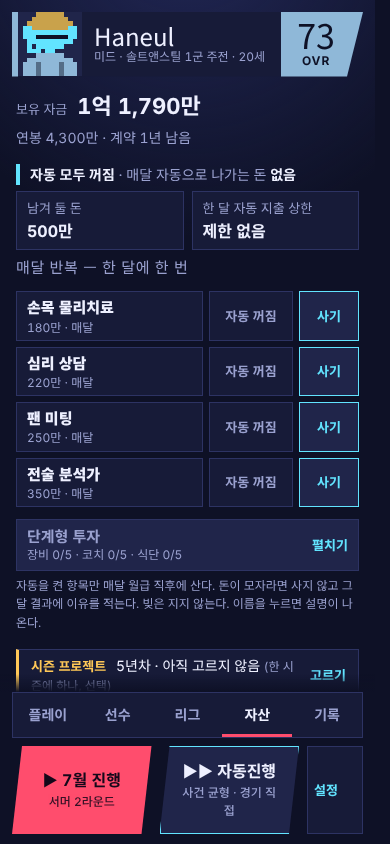 Haneul
미드 · 솔트앤스틸 1군 주전 · 20세
73
OVR
보유 자금 1억 1,790만
연봉 4,300만 · 계약 1년 남음
자동 모두 꺼짐 · 매달 자동으로 나가는 돈 없음
남겨 둘 돈
500만
한 달 자동 지출 상한
제한 없음
매달 반복 — 한 달에 한 번
손목 물리치료
180만 · 매달
자동 꺼짐
사기
심리 상담
220만 · 매달
자동 꺼짐
사기
팬 미팅
250만 · 매달
자동 꺼짐
사기
전술 분석가
350만 · 매달
자동 꺼짐
사기
단계형 투자
장비 0/5 · 코치 0/5 · 식단 0/5
펼치기
자동을 켠 항목만 매달 월급 직후에 산다. 돈이 모자라면 사지 않고 그
달 결과에 이유를 적는다. 빚은 지지 않는다. 이름을 누르면 설명이 나
온다.
시즌 프로젝트 5년차 · 아직 고르지 않음 (한 시
즌에 하나, 선택)
고르기
플레이
선수
리그
자산
기록
▶ 7월 진행
서머 2라운드
▶▶ 자동진행
사건 균형 · 경기 직
접
설정